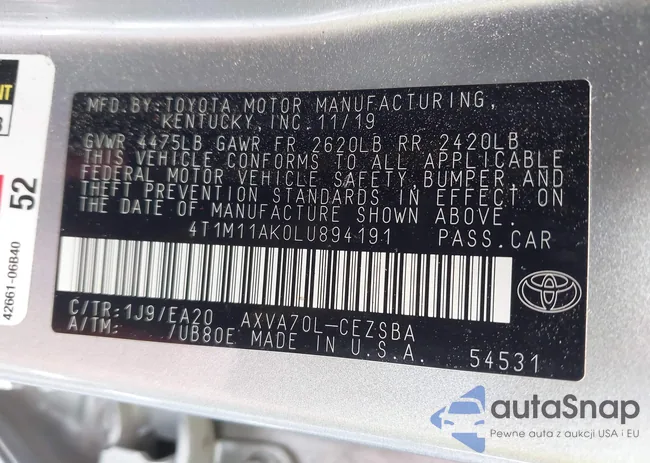 MFD. BY: TOYOTA MOTOR MANUFACTURING,
KENTUCKY, INC. 11/19
GVWR 4475LB GAWR FR 2620LB RR 2420LB
THIS VEHICLE CONFORMS TO ALL APPLICABLE
FEDERAL MOTOR VEHICLE SAFETY, BUMPER, AND
THEFT PREVENTION STANDARDS IN EFFECT ON
THE DATE OF MANUFACTURE SHOWN ABOVE.
4T1M11AK0LU894191 PASS. CAR
C/TR: 1J9/EA20 AXVA70L-CEZSBA
A/TM: /UB80E MADE IN U.S.A. 54531
52
42661-06B40
autaSnap
Pewne auta z aukcji USA i EU